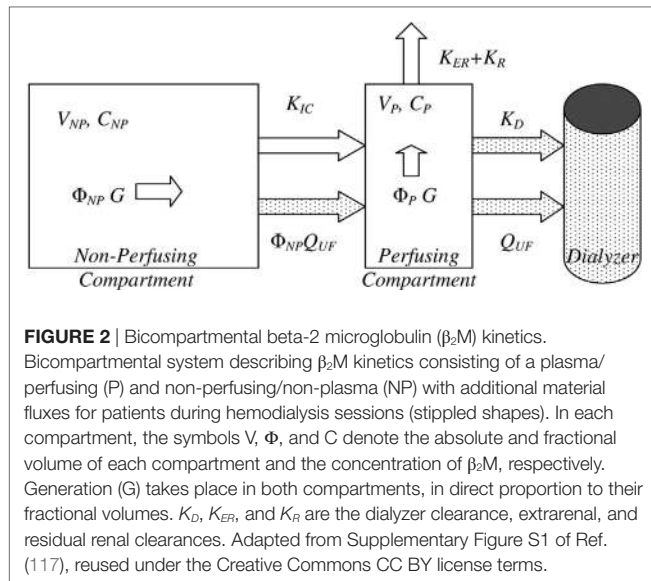 K_ER+K_R
V_NP, C_NP
K_IC
V_P, C_P
K_D
Φ_NP G
Φ_P G
Non-Perfusing
Compartment
Φ_NPQ_UF
Perfusing
Compartment
Q_UF
Dialyzer
FIGURE 2 | Bicompartmental beta-2 microglobulin (β₂M) kinetics.
Bicompartmental system describing β₂M kinetics consisting of a plasma/
perfusing (P) and non-perfusing/non-plasma (NP) with additional material
fluxes for patients during hemodialysis sessions (stippled shapes). In each
compartment, the symbols V, Φ, and C denote the absolute and fractional
volume of each compartment and the concentration of β₂M, respectively.
Generation (G) takes place in both compartments, in direct proportion to their
fractional volumes. K_D, K_ER, and K_R are the dialyzer clearance, extrarenal, and
residual renal clearances. Adapted from Supplementary Figure S1 of Ref.
(117), reused under the Creative Commons CC BY license terms.